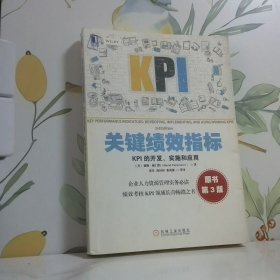 WILEY
KPI
KEY PERFORMANCE INDICATORS: DEVELOPING, IMPLEMENTING, AND USING WINNING KPIS
关键绩效指标
KPI的开发、实施和应用
原书
第3版
企业人力资源管理实务必读
绩效考核KPI领域长青畅销之书
机械工业出版社